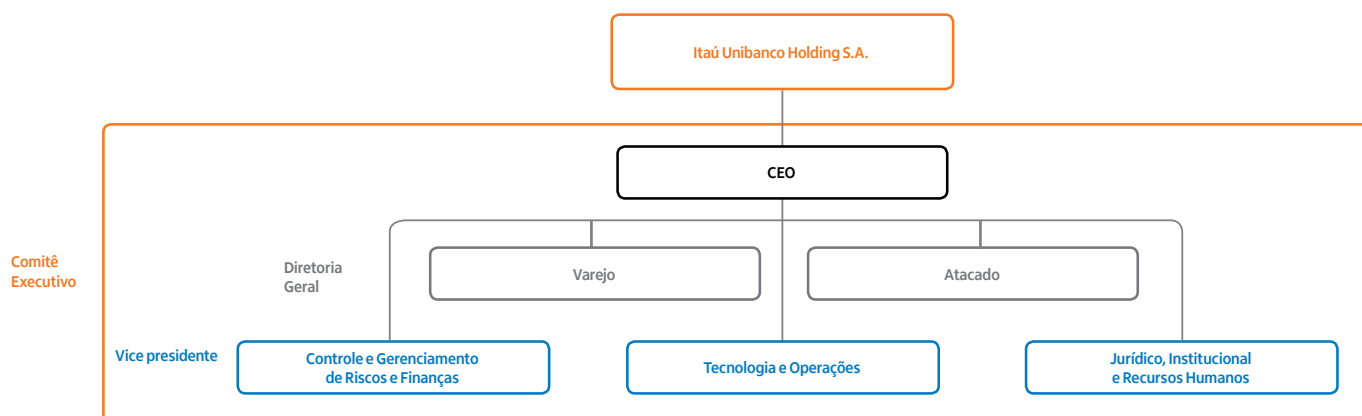 Itaú Unibanco Holding S.A.
CEO
Comitê
Executivo
Diretoria
Geral
Varejo
Atacado
Vice presidente
Controle e Gerenciamento
de Riscos e Finanças
Tecnologia e Operações
Jurídico, Institucional
e Recursos Humanos